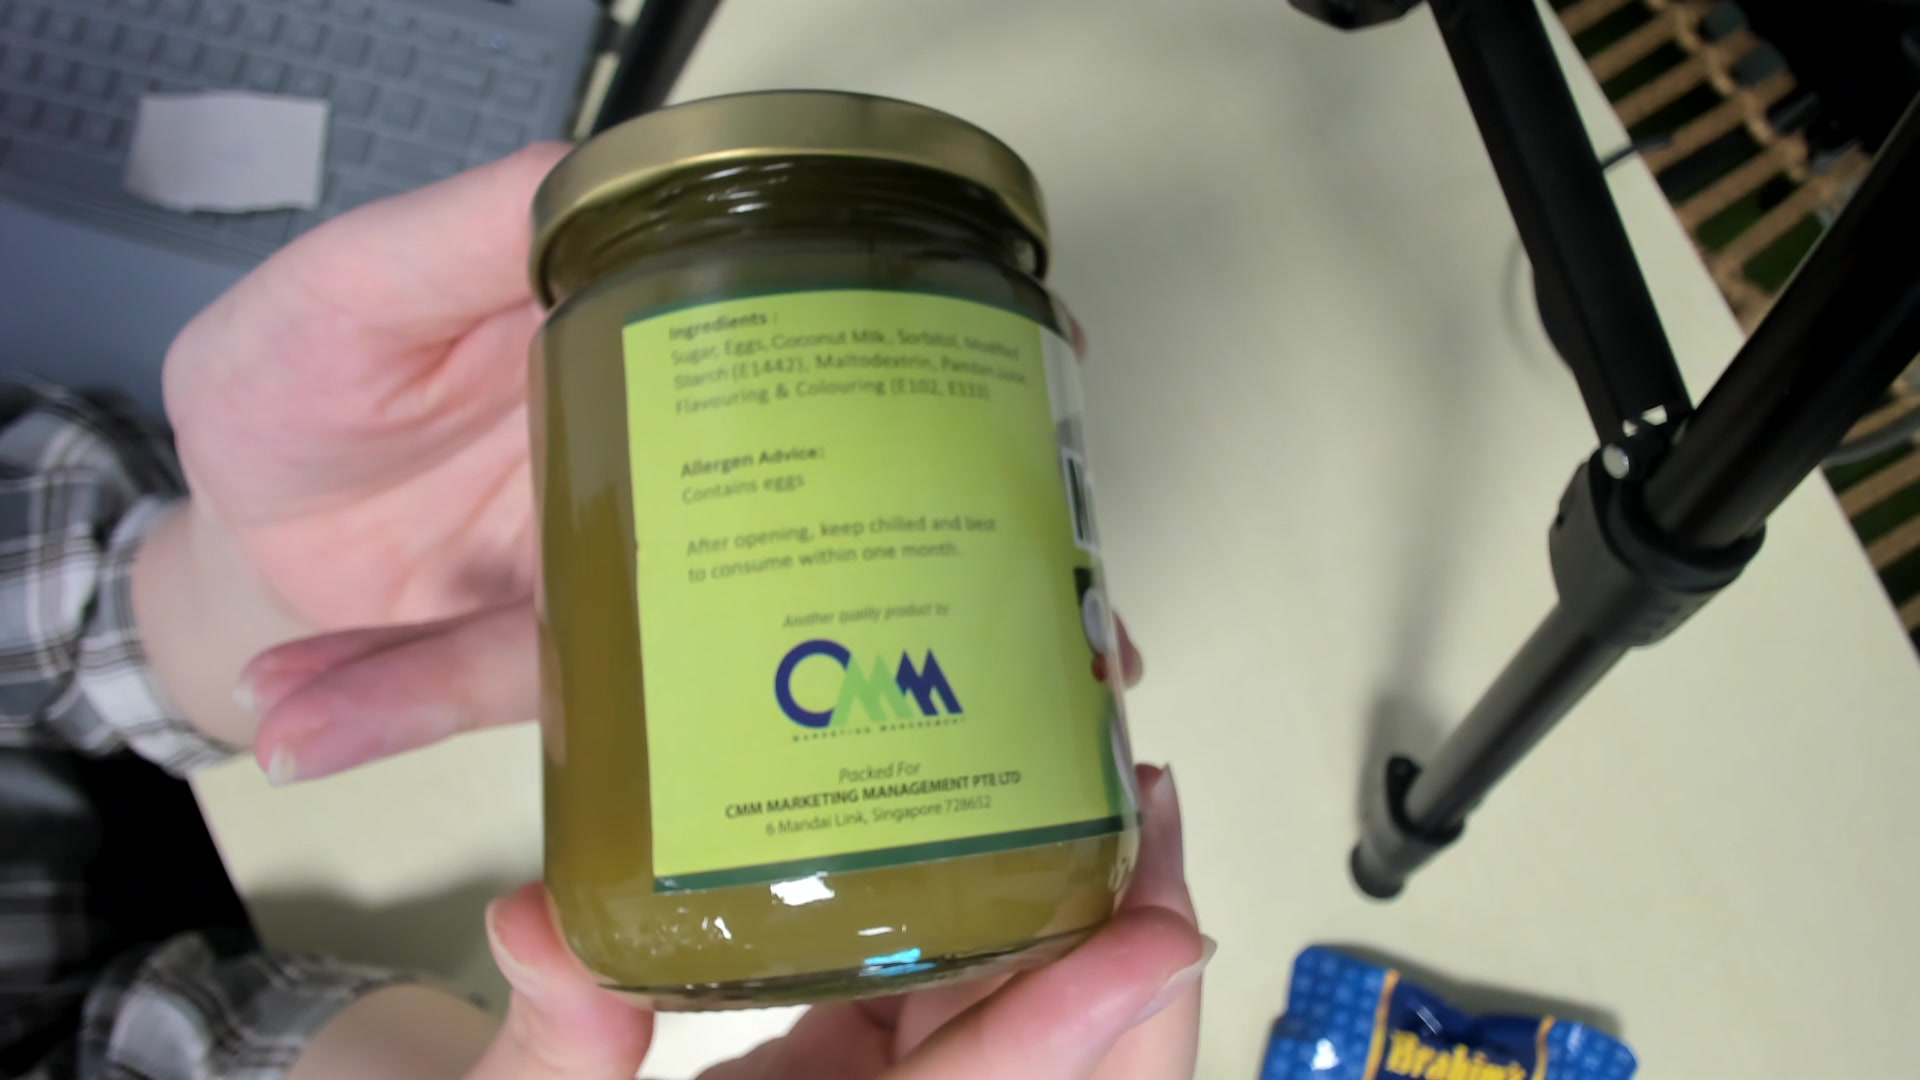 Ingredients :
Sugar, Eggs, Coconut Milk, Sorbitol, Modified
Starch (E1442), Maltodextrin, Pandan Juice,
Flavouring & Colouring (E102, E133)
Allergen Advice:
Contains eggs
After opening, keep chilled and best
to consume within one month.
Another quality product by
CMM
MARKETING MANAGEMENT
Packed For
CMM MARKETING MANAGEMENT PTE LTD
6 Mandai Link, Singapore 728652
Brahim's